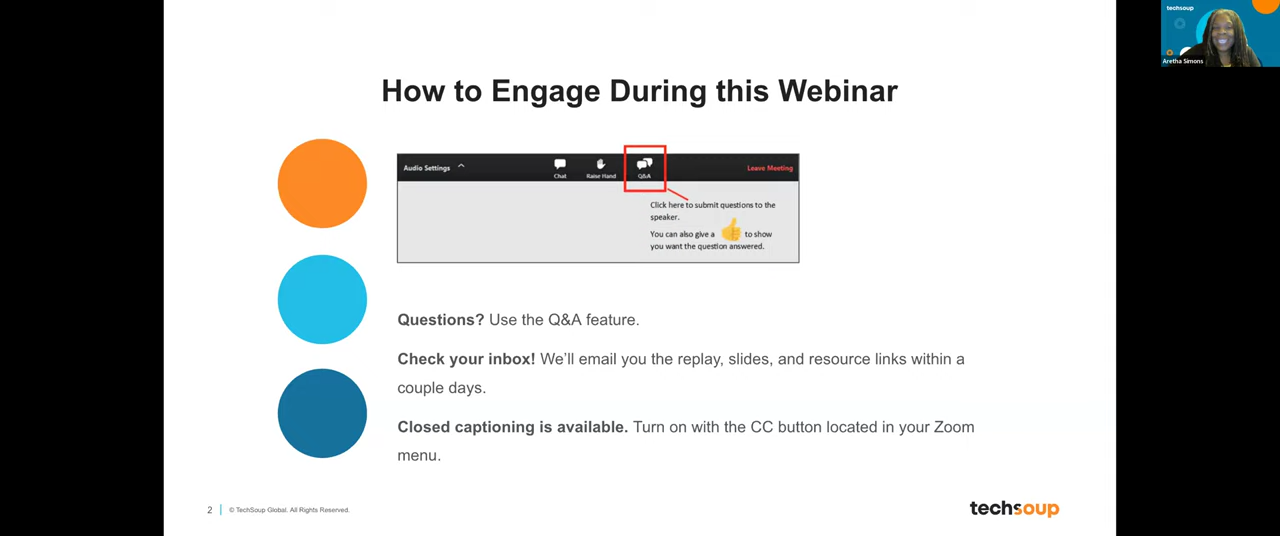 techsoup
Aretha Simons
How to Engage During this Webinar
Audio Settings
Chat
Raise Hand
Q&A
Leave Meeting
Click here to submit questions to the
speaker.
You can also give a 👍 to show
you want the question answered.
Questions? Use the Q&A feature.
Check your inbox! We’ll email you the replay, slides, and resource links within a
couple days.
Closed captioning is available. Turn on with the CC button located in your Zoom
menu.
2 | © TechSoup Global. All Rights Reserved.
techsoup